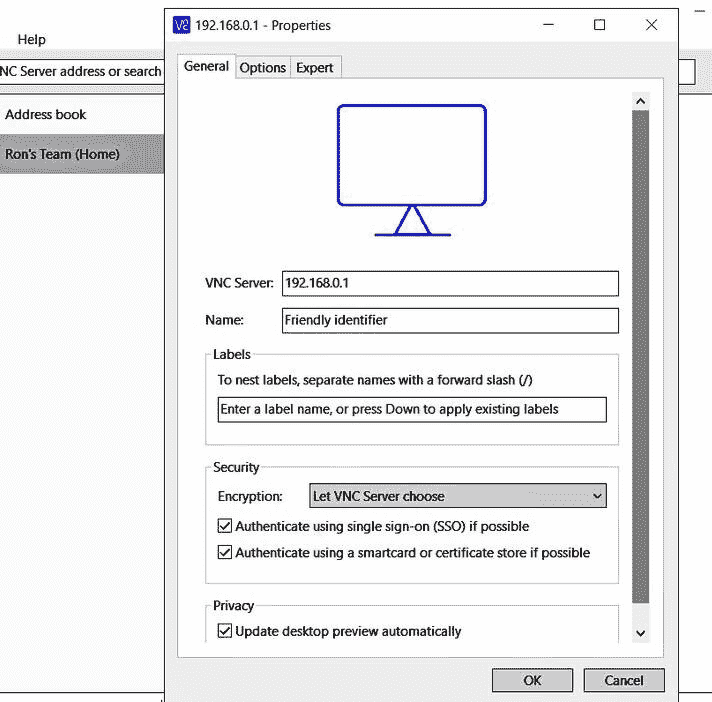 192.168.0.1 - Properties
Help
General Options Expert
NC Server address or search
Address book
Ron's Team (Home)
VNC Server: 192.168.0.1
Name: Friendly identifier
Labels
To nest labels, separate names with a forward slash (/)
Enter a label name, or press Down to apply existing labels
Security
Encryption: Let VNC Server choose
Authenticate using single sign-on (SSO) if possible
Authenticate using a smartcard or certificate store if possible
Privacy
Update desktop preview automatically
OK Cancel